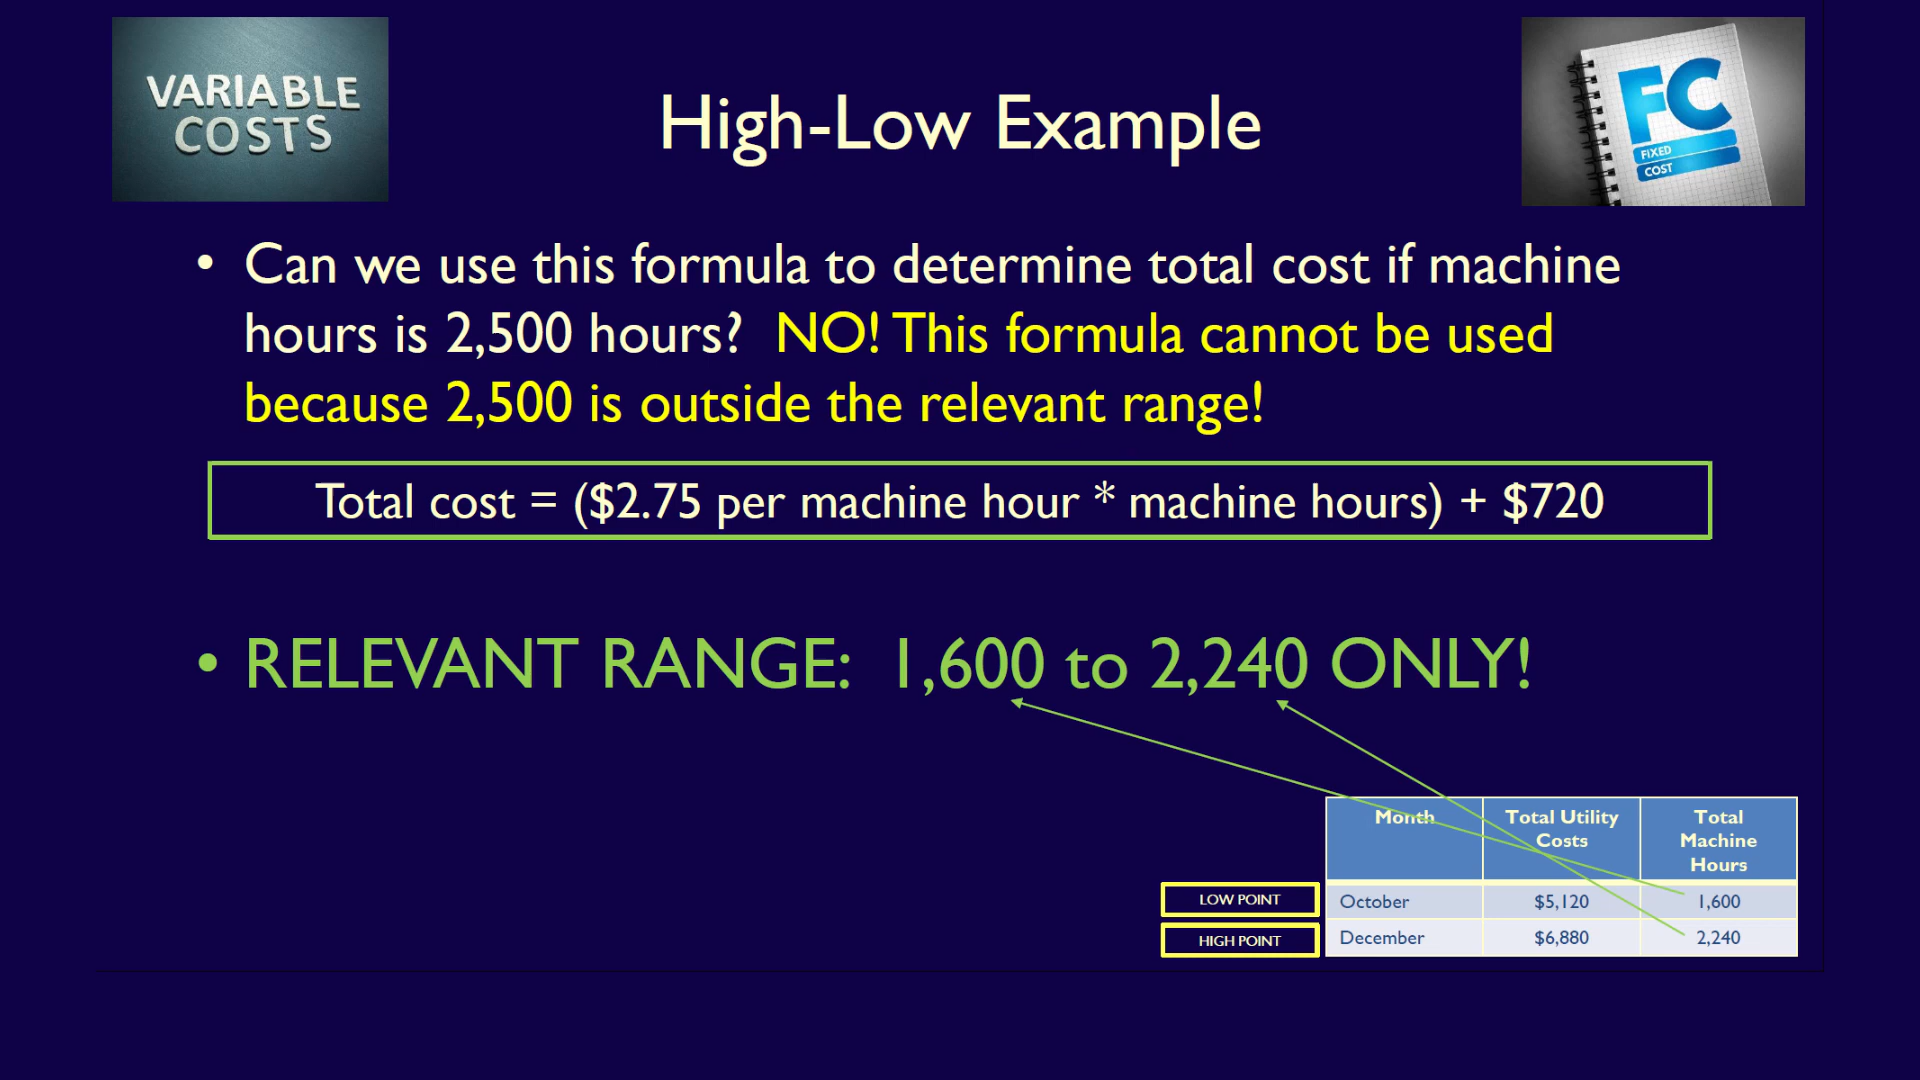 VARIABLE
COSTS
High-Low Example
FC
FIXED
COST
• Can we use this formula to determine total cost if machine
hours is 2,500 hours? NO! This formula cannot be used
because 2,500 is outside the relevant range!
Total cost = ($2.75 per machine hour * machine hours) + $720
• RELEVANT RANGE: 1,600 to 2,240 ONLY!
Month Total Utility Costs Total Machine Hours
LOW POINT October $5,120 1,600
HIGH POINT December $6,880 2,240